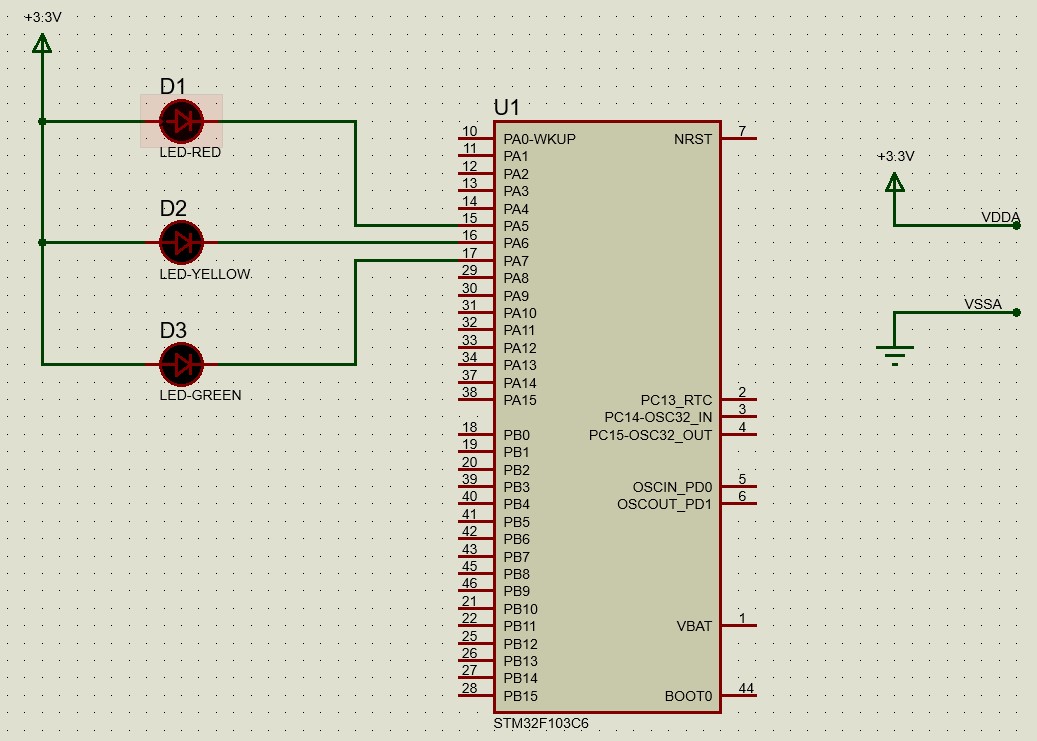 +3.3V
D1
LED-RED
D2
LED-YELLOW
D3
LED-GREEN
U1
10 PA0-WKUP NRST 7
11 PA1
12 PA2
13 PA3
14 PA4
15 PA5
16 PA6
17 PA7
29 PA8
30 PA9
31 PA10
32 PA11
33 PA12
34 PA13
37 PA14
38 PA15
PC13_RTC 2
PC14-OSC32_IN 3
PC15-OSC32_OUT 4
18 PB0
19 PB1
20 PB2
39 PB3
OSCIN_PD0 5
40 PB4
OSCOUT_PD1 6
41 PB5
42 PB6
43 PB7
45 PB8
46 PB9
21 PB10
22 PB11
VBAT 1
25 PB12
26 PB13
27 PB14
28 PB15
BOOT0 44
STM32F103C6
+3.3V
VDDA
VSSA